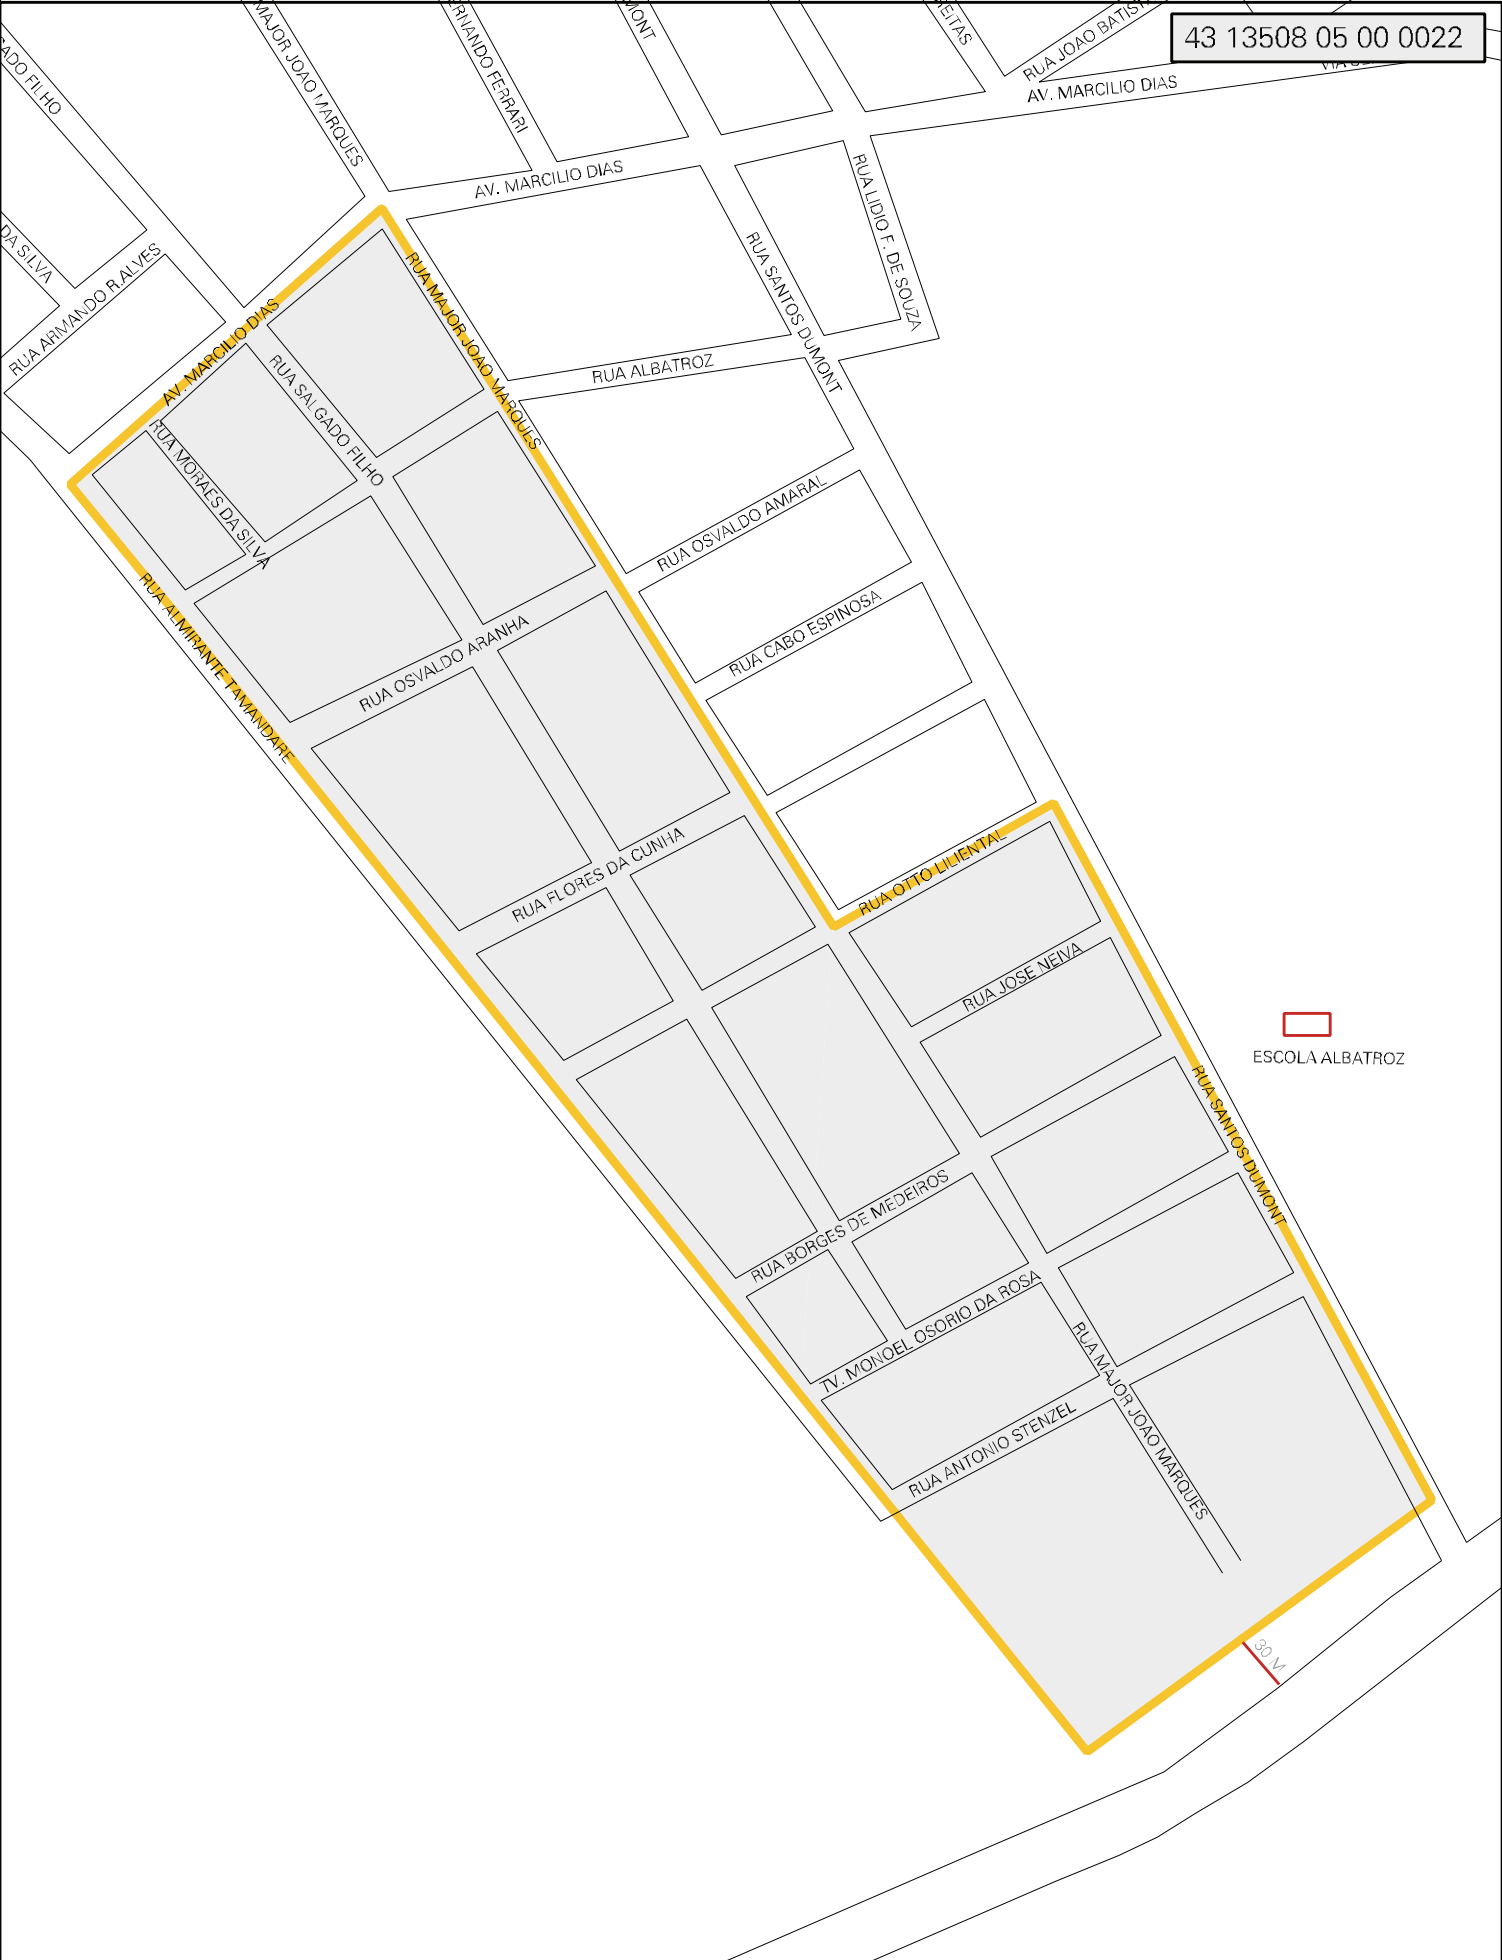 43 13508 05 00 0022
MAJOR JOAO MARQUES
RUA JOAO
AV. MARCILIO DIAS
AV. MARCILIO DIAS
RUA LIDIO F. DE SOUZA
DA SILVA
RUA ARMANDO R.ALVES
AV. MARCILIO DIAS
RUA MAJOR JOAO MARQUES
RUA SANTOS DUMONT
RUA ALBATROZ
RUA SALGADO FILHO
RUA MORAES DA SILVA
RUA OSVALDO AMARAL
RUA CABO ESPINOSA
RUA ALMIRANTE TAMANDARE
RUA OSVALDO ARANHA
RUA FLORES DA CUNHA
RUA OTTO LILIENTAL
RUA JOSE NEIVA
ESCOLA ALBATROZ
RUA SANTOS DUMONT
RUA BORGES DE MEDEIROS
TV. MONOEL OSORIO DA ROSA
RUA MAJOR JOAO MARQUES
RUA ANTONIO STENZEL
30 M